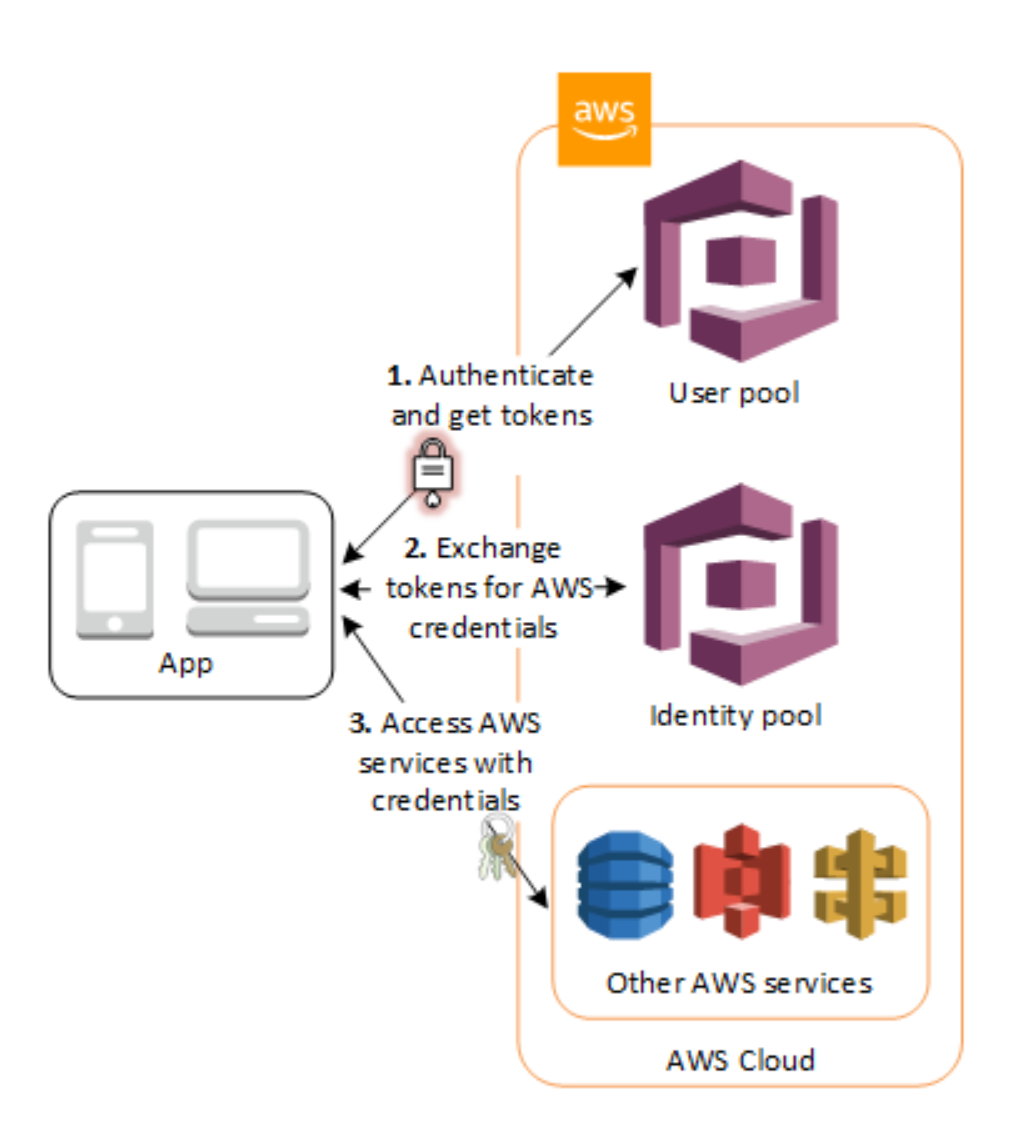 aws
1. Authenticate
and get tokens
User pool
2. Exchange
tokens for AWS
credentials
App
Identity pool
3. Access AWS
services with
credentials
Other AWS services
AWS Cloud